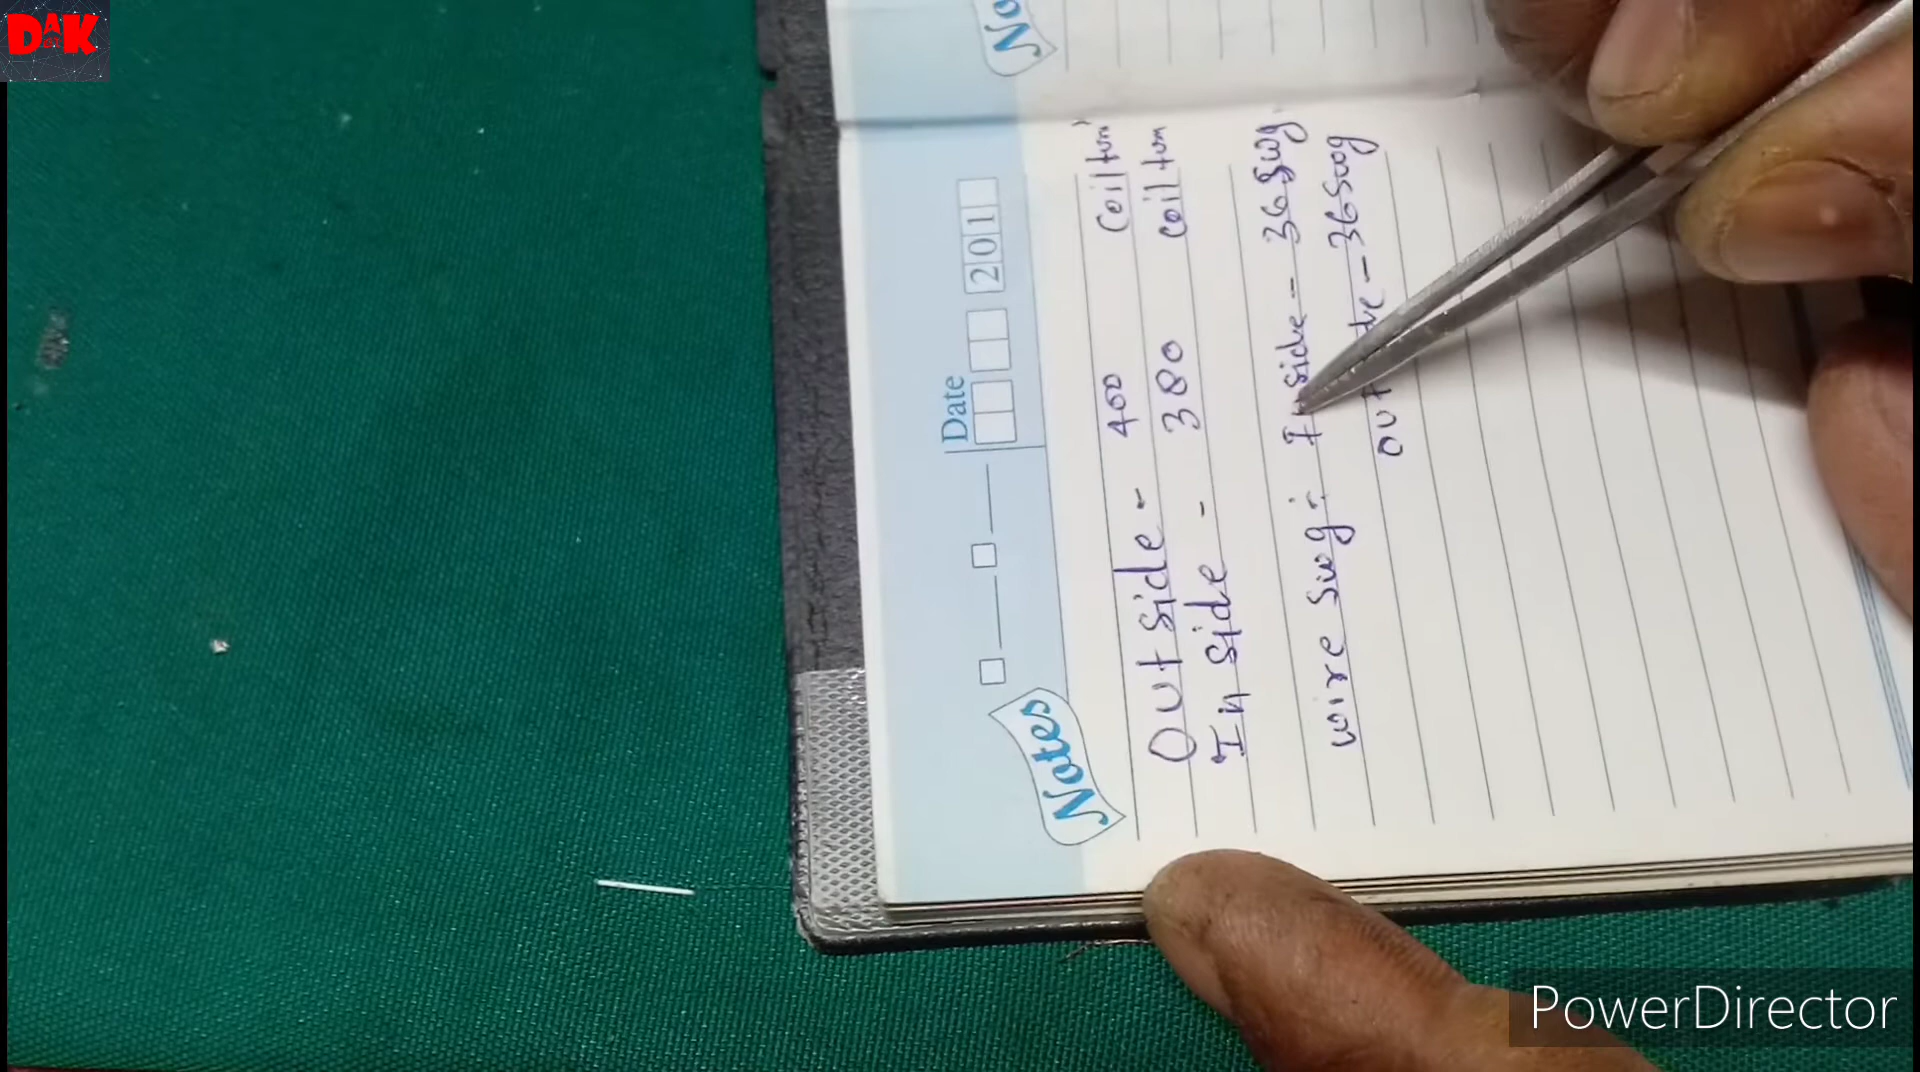 DAK
No
Notes
Date
201
Out side - 400 Coil turn
In side - 380 Coil turn
wire Swg :- Inside - 36 Swg.
Outside - 36 Swg
PowerDirector